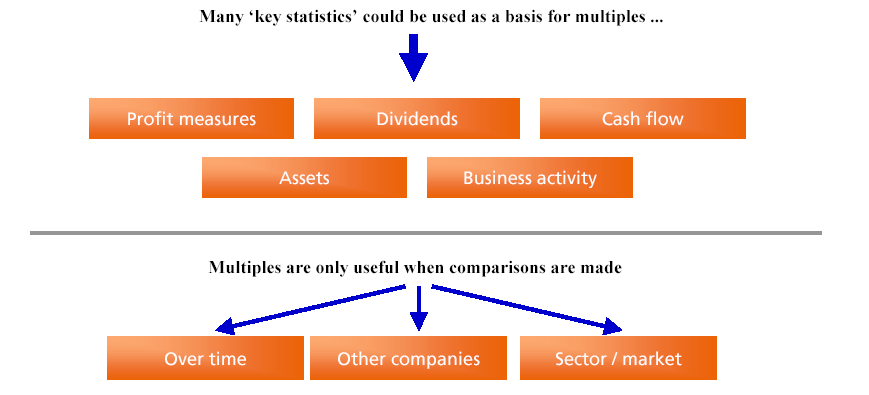 Many ‘key statistics’ could be used as a basis for multiples ...
Profit measures
Dividends
Cash flow
Assets
Business activity
Multiples are only useful when comparisons are made
Over time
Other companies
Sector / market